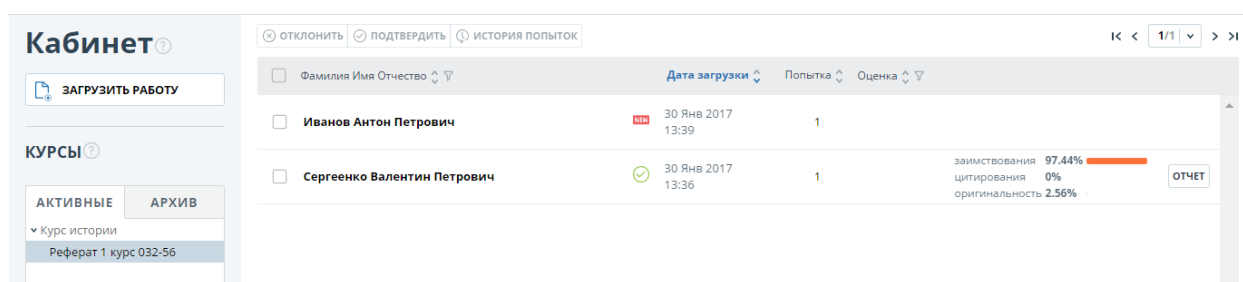 Кабинет
ЗАГРУЗИТЬ РАБОТУ
КУРСЫ
АКТИВНЫЕ АРХИВ
Курс истории
Реферат 1 курс 032-56
ОТКЛОНИТЬ ПОДТВЕРДИТЬ ИСТОРИЯ ПОПЫТОК
1/1
Фамилия Имя Отчество Дата загрузки Попытка Оценка
Иванов Антон Петрович NEW 30 Янв 2017 1
13:39
Сергеенко Валентин Петрович 30 Янв 2017 1
13:36
заимствования 97.44%
цитирования 0%
оригинальность 2.56%
ОТЧЕТ